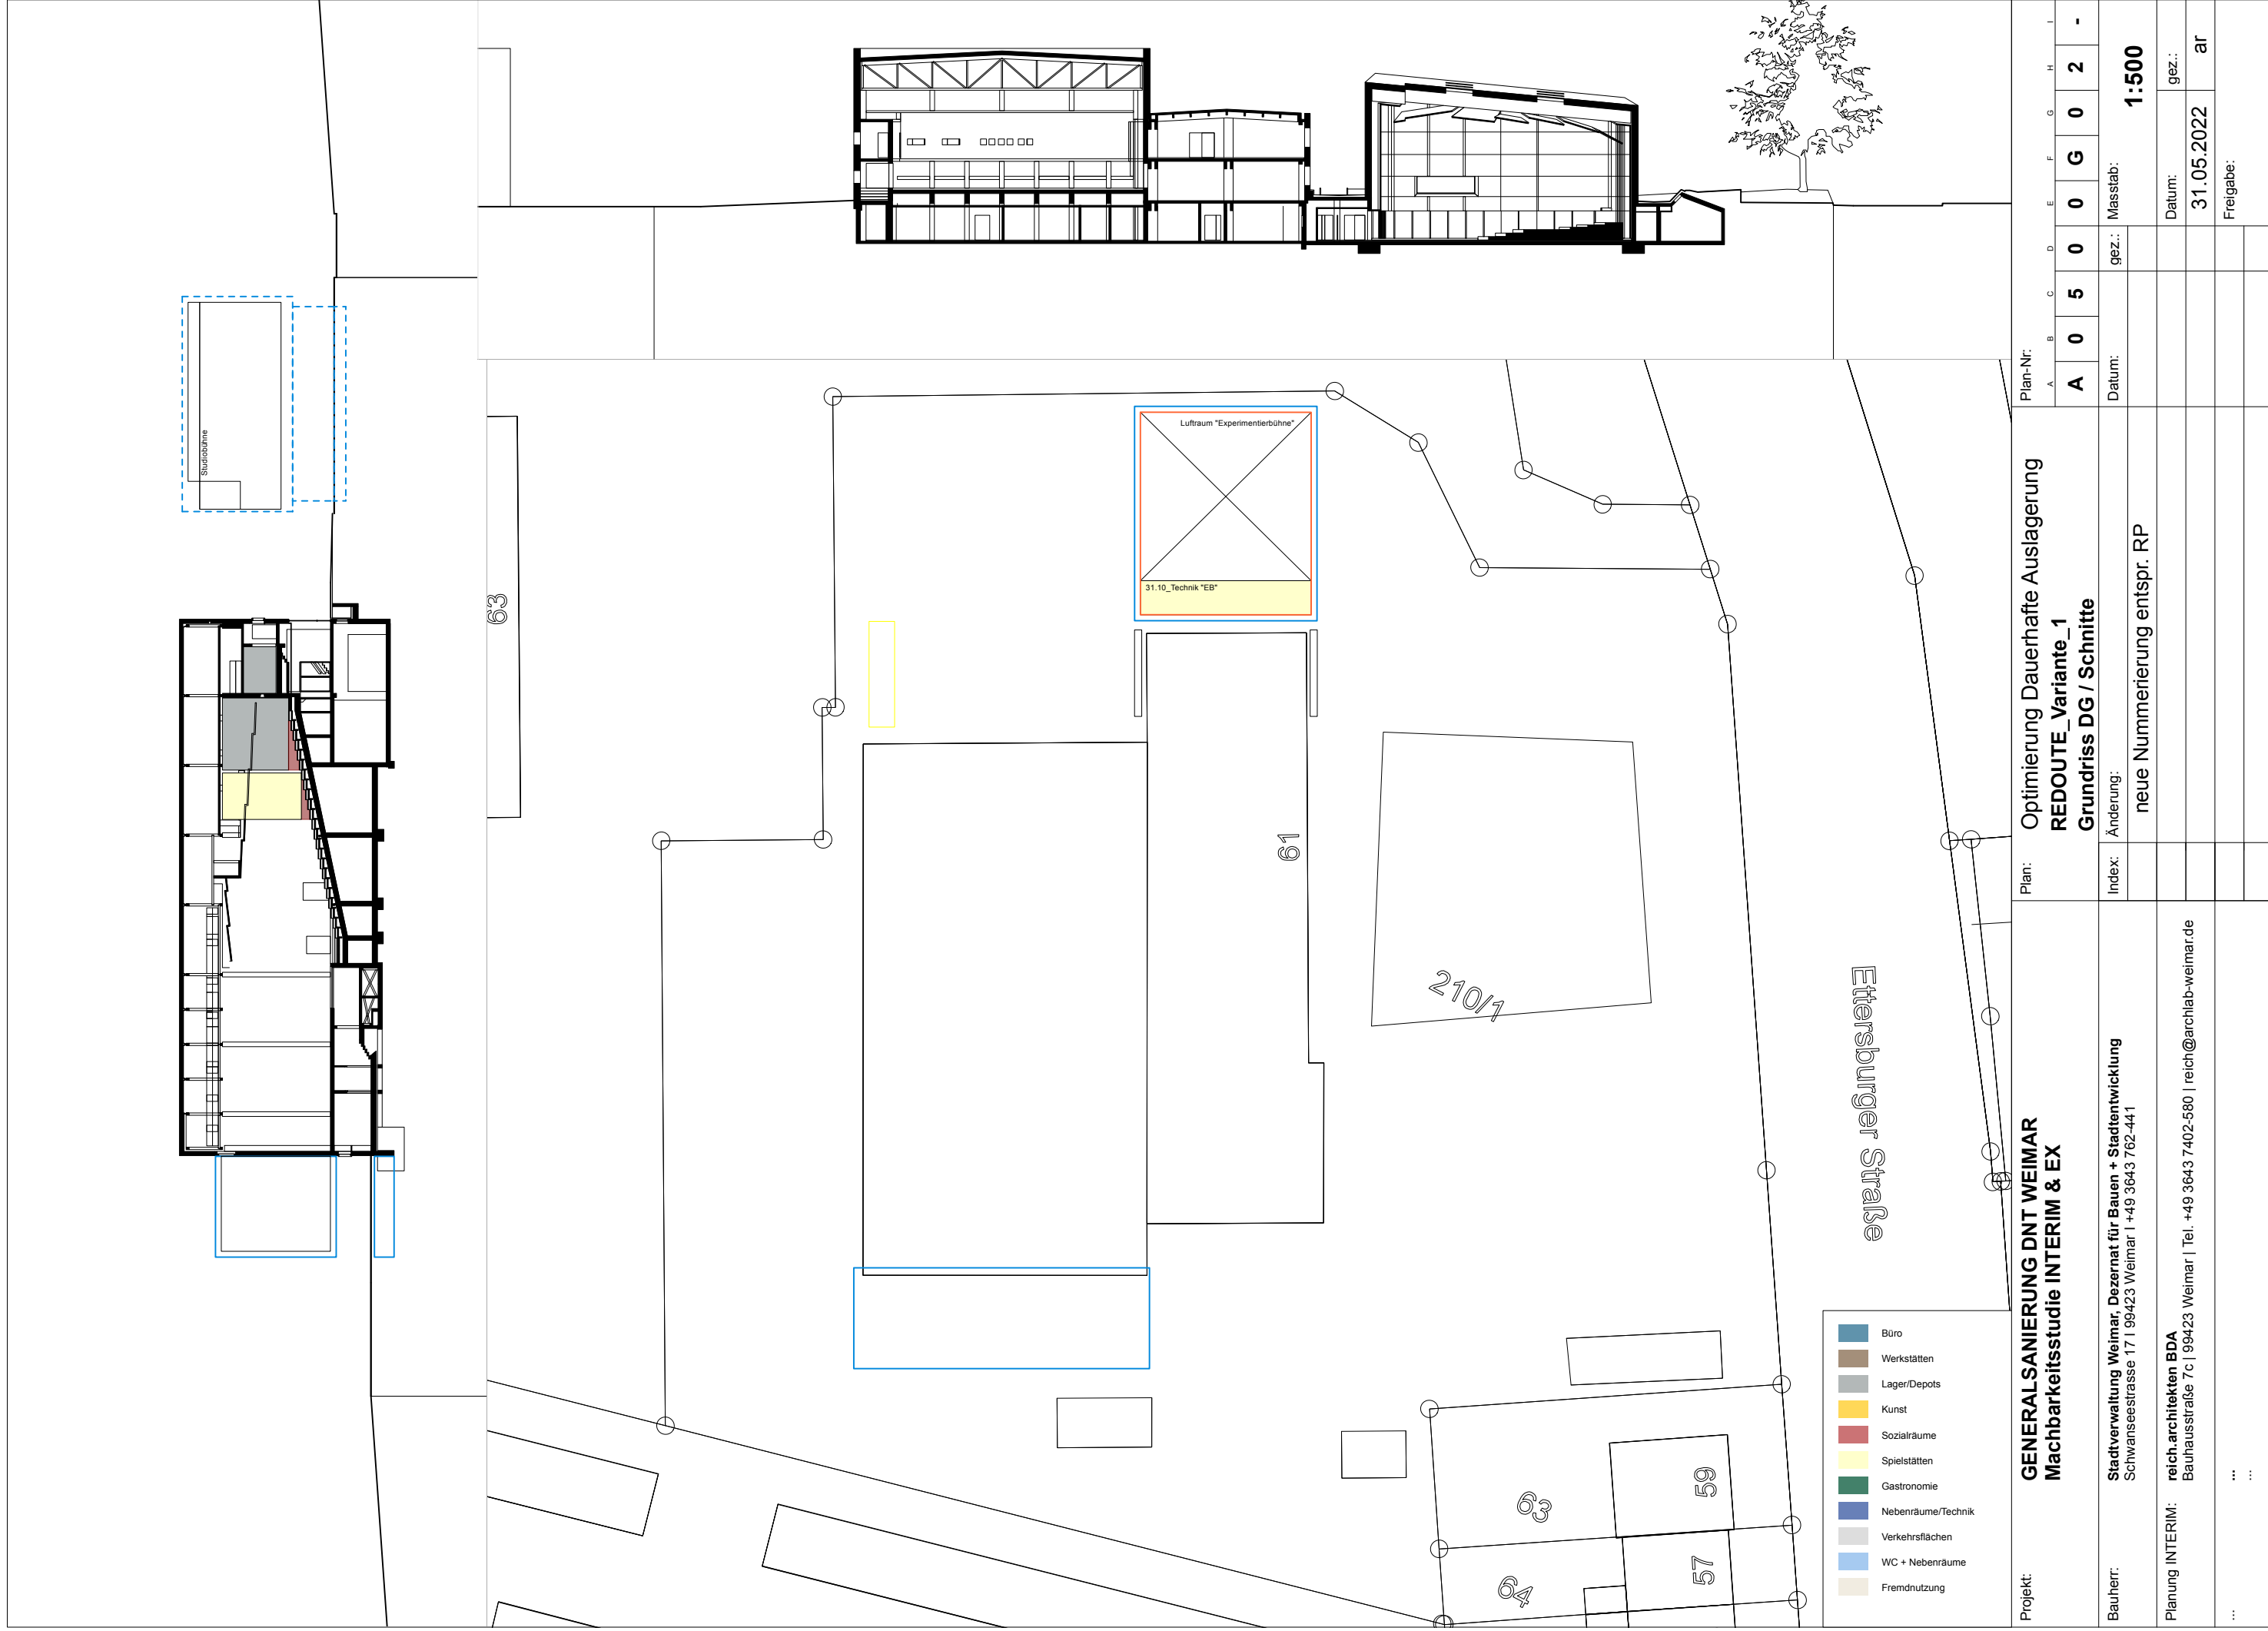 Studiobühne
63
Luftraum "Experimentierbühne"
31.10_Technik "EB"
61
210/1
Ettersburger Straße
63
59
64
57
Büro
Werkstätten
Lager/Depots
Kunst
Sozialräume
Spielstätten
Gastronomie
Nebenräume/Technik
Verkehrsflächen
WC + Nebenräume
Fremdnutzung
Projekt:
GENERALSANIERUNG DNT WEIMAR
Machbarkeitsstudie INTERIM & EX
Bauherr:
Stadtverwaltung Weimar, Dezernat für Bauen + Stadtentwicklung
Schwanseestrasse 17 I 99423 Weimar I +49 3643 762-441
Planung INTERIM:
reich.architekten BDA
Bauhausstraße 7c | 99423 Weimar | Tel. +49 3643 7402-580 | reich@archlab-weimar.de
...
...
...
Plan:
Optimierung Dauerhafte Auslagerung
REDOUTE_Variante_1
Grundriss DG / Schnitte
Plan-Nr:
A B C D E F G H I
A 0 5 0 0 G 0 2 -
Index: Änderung: Datum: gez.:
neue Nummerierung entspr. RP
Masstab:
1:500
Datum: gez.:
31.05.2022 ar
Freigabe: